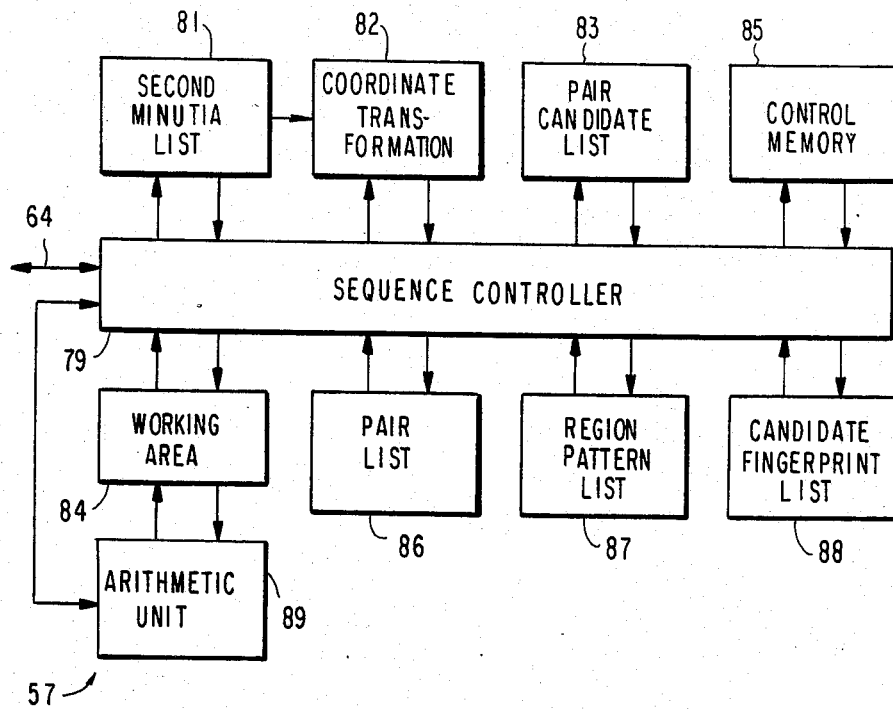 81
82
83
85
SECOND
MINUTIA
LIST
COORDINATE
TRANS-
FORMATION
PAIR
CANDIDATE
LIST
CONTROL
MEMORY
64
SEQUENCE CONTROLLER
79
WORKING
AREA
PAIR
LIST
REGION
PATTERN
LIST
CANDIDATE
FINGERPRINT
LIST
84
86
87
88
ARITHMETIC
UNIT
89
57